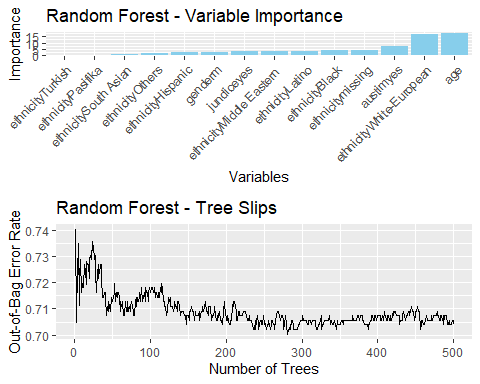 Random Forest - Variable Importance
Importance
15
10
5
0
ethnicityTurkish
ethnicityPasifika
ethnicitySouth Asian
ethnicityOthers
ethnicityHispanic
genderm
jundiceyes
ethnicityMiddle Eastern
ethnicityLatino
ethnicityBlack
ethnicitymissing
austimyes
ethnicityWhite-European
age
Variables
Random Forest - Tree Slips
Out-of-Bag Error Rate
0.74
0.73
0.72
0.71
0.70
0
100
200
300
400
500
Number of Trees